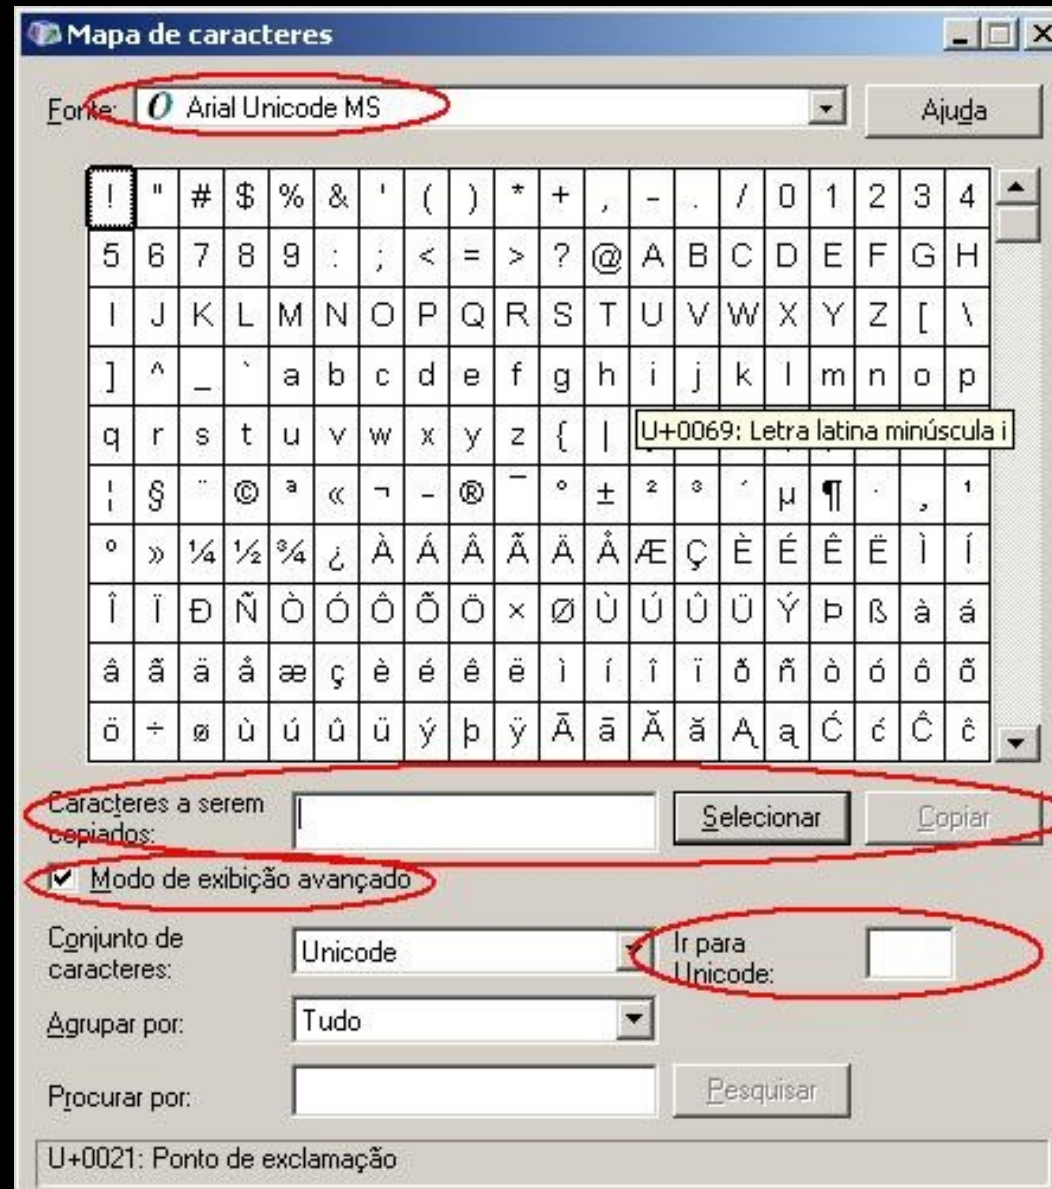 Mapa de caracteres
Fonte: Arial Unicode MS Ajuda
! " # $ % & ' ( ) * + , - . / 0 1 2 3 4
5 6 7 8 9 : ; < = > ? @ A B C D E F G H
I J K L M N O P Q R S T U V W X Y Z [ \
] ^ _ ` a b c d e f g h i j k l m n o p
q r s t u v w x y z { | U+0069: Letra latina minúscula i
¦ § ¨ © ª « ¬ - ® ¯ ° ± ² ³ ´ µ ¶ · ¸ ¹
º » ¼ ½ ¾ ¿ À Á Â Ã Ä Å Æ Ç È É Ê Ë Ì Í
Î Ï Ð Ñ Ò Ó Ô Õ Ö × Ø Ù Ú Û Ü Ý Þ ß à á
â ã ä å æ ç è é ê ë ì í î ï ð ñ ò ó ô õ
ö ÷ ø ù ú û ü ý þ ÿ Ā ā Ă ă Ą ą Ć ć Ĉ ĉ
Caracteres a serem
copiados:
Selecionar Copiar
Modo de exibição avançado
Conjunto de
caracteres:
Unicode
Ir para
Unicode:
Agrupar por: Tudo
Procurar por: Pesquisar
U+0021: Ponto de exclamação